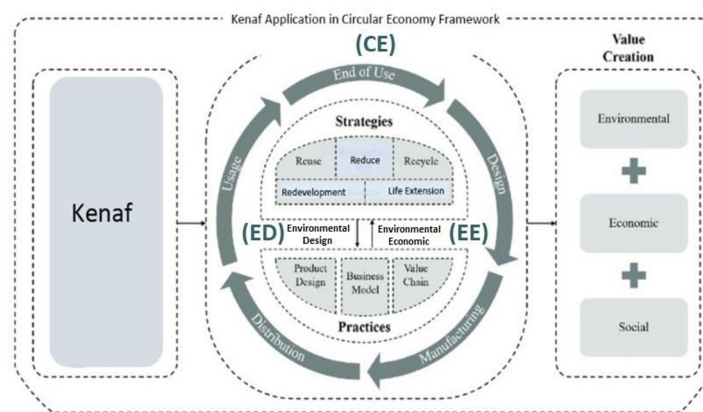 Kenaf Application in Circular Economy Framework
(CE)
Value
Creation
End of Use
Strategies
Reuse
Reduce
Recycle
Redevelopment
Life Extension
Usage
Design
Kenaf
(ED)
Environmental
Design
Environmental
Economic
(EE)
Product
Design
Business
Model
Value
Chain
Practices
Distribution
Manufacturing
Environmental
+
Economic
+
Social